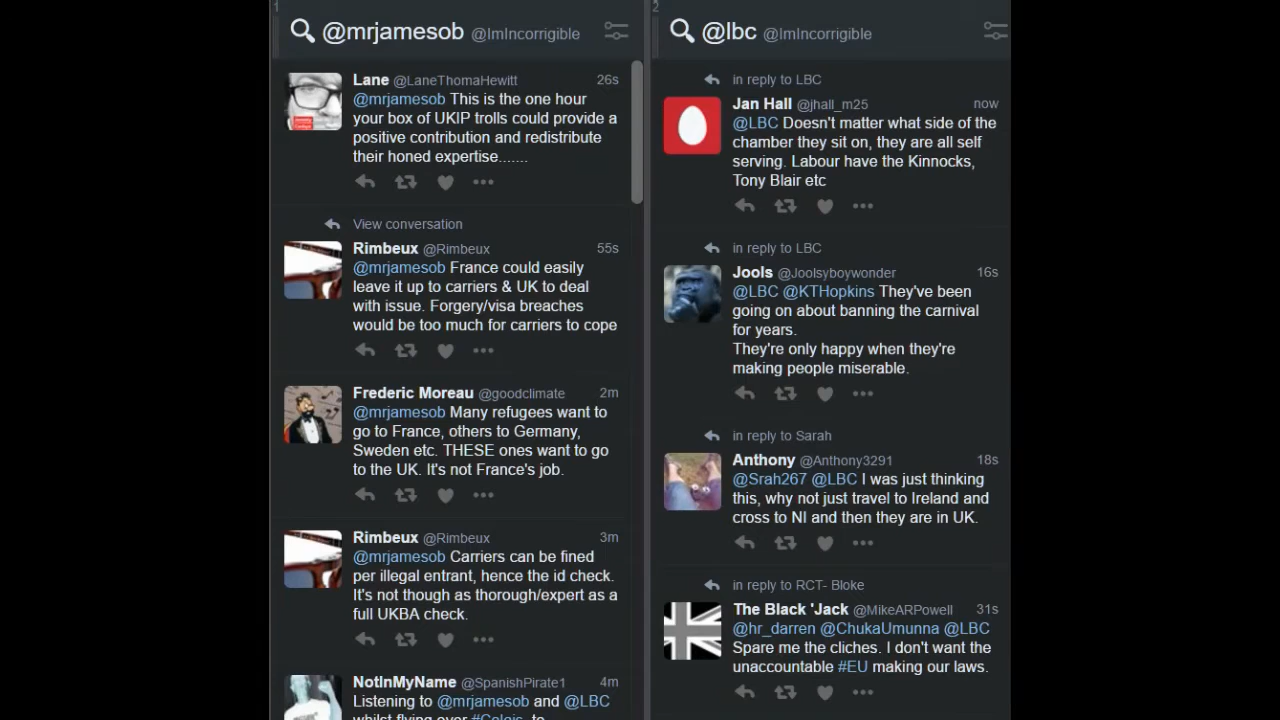 1
@mrjamesob @ImIncorrigible
Lane @LaneThomaHewitt 26s
@mrjamesob This is the one hour
your box of UKIP trolls could provide a
positive contribution and redistribute
their honed expertise.......
View conversation
Rimbeux @Rimbeux 55s
@mrjamesob France could easily
leave it up to carriers & UK to deal
with issue. Forgery/visa breaches
would be too much for carriers to cope
Frederic Moreau @goodclimate 2m
@mrjamesob Many refugees want to
go to France, others to Germany,
Sweden etc. THESE ones want to go
to the UK. It's not France's job.
Rimbeux @Rimbeux 3m
@mrjamesob Carriers can be fined
per illegal entrant, hence the id check.
It's not though as thorough/expert as a
full UKBA check.
NotInMyName @SpanishPirate1 4m
Listening to @mrjamesob and @LBC
whilst flying over #Calais, to
2
@lbc @ImIncorrigible
in reply to LBC
Jan Hall @jhall_m25 now
@LBC Doesn't matter what side of the
chamber they sit on, they are all self
serving. Labour have the Kinnocks,
Tony Blair etc
in reply to LBC
Jools @Joolsyboywonder 16s
@LBC @KTHopkins They've been
going on about banning the carnival
for years.
They're only happy when they're
making people miserable.
in reply to Sarah
Anthony @Anthony3291 18s
@Srah267 @LBC I was just thinking
this, why not just travel to Ireland and
cross to NI and then they are in UK.
in reply to RCT- Bloke
The Black 'Jack @MikeARPowell 31s
@hr_darren @ChukaUmunna @LBC
Spare me the cliches. I don't want the
unaccountable #EU making our laws.